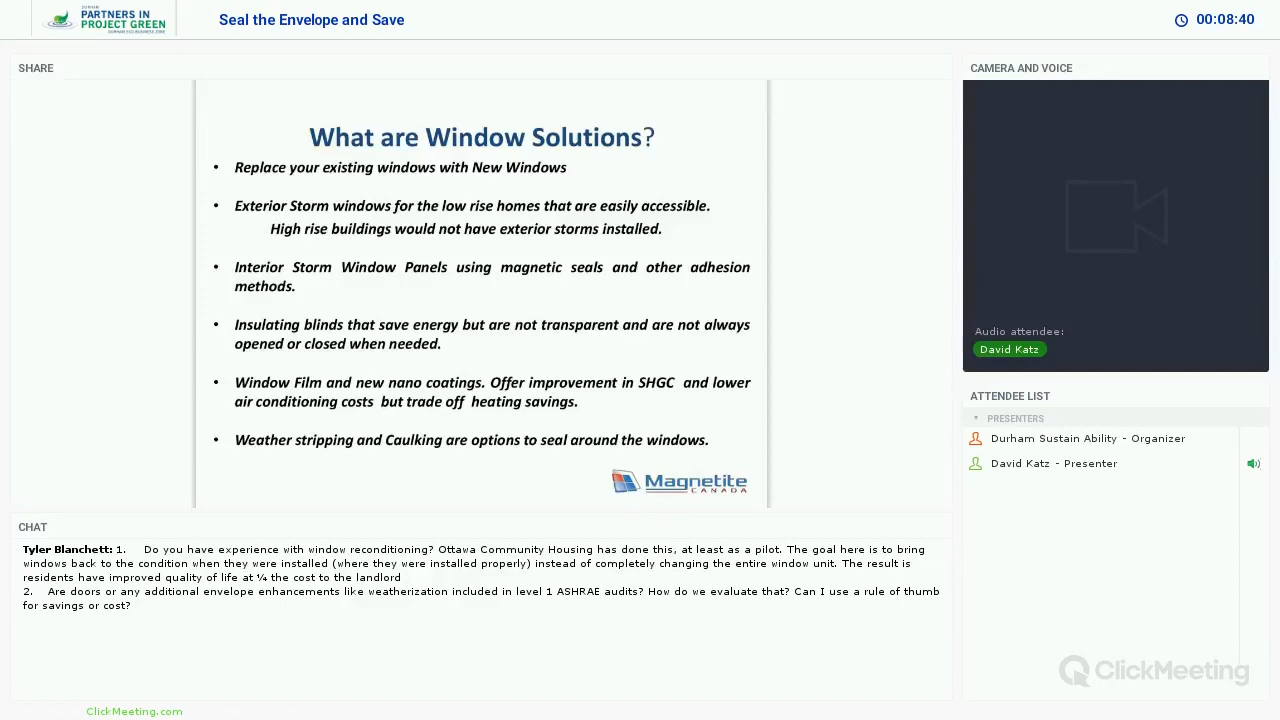 DURHAM
PARTNERS IN
PROJECT GREEN
DURHAM ECO BUSINESS ZONE
Seal the Envelope and Save
00:08:40
SHARE
What are Window Solutions?
• Replace your existing windows with New Windows
• Exterior Storm windows for the low rise homes that are easily accessible.
High rise buildings would not have exterior storms installed.
• Interior Storm Window Panels using magnetic seals and other adhesion
methods.
• Insulating blinds that save energy but are not transparent and are not always
opened or closed when needed.
• Window Film and new nano coatings. Offer improvement in SHGC and lower
air conditioning costs but trade off heating savings.
• Weather stripping and Caulking are options to seal around the windows.
Magnetite
CANADA
CAMERA AND VOICE
Audio attendee:
David Katz
ATTENDEE LIST
PRESENTERS
Durham Sustain Ability - Organizer
David Katz - Presenter
CHAT
Tyler Blanchett: 1. Do you have experience with window reconditioning? Ottawa Community Housing has done this, at least as a pilot. The goal here is to bring
windows back to the condition when they were installed (where they were installed properly) instead of completely changing the entire window unit. The result is
residents have improved quality of life at ¼ the cost to the landlord
2. Are doors or any additional envelope enhancements like weatherization included in level 1 ASHRAE audits? How do we evaluate that? Can I use a rule of thumb
for savings or cost?
ClickMeeting
ClickMeeting.com